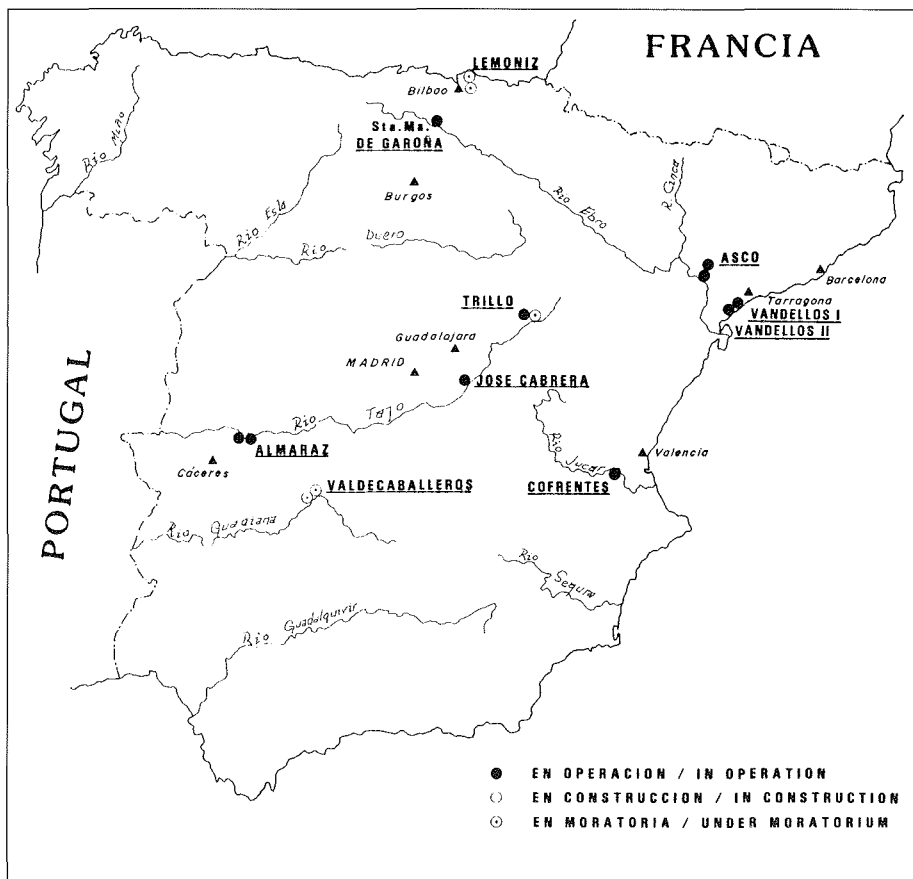 FRANCIA
LEMONIZ
Bilbao
Sta. Ma.
DE GAROÑA
Rio Miño
Burgos
Rio Esla
Rio Ebro
R. Cinca
Rio Duero
ASCO
Barcelona
Tarragona
TRILLO
VANDELLOS I
VANDELLOS II
Guadalajara
MADRID
JOSE CABRERA
PORTUGAL
Rio Tajo
ALMARAZ
Cáceres
Valencia
Rio Jucar
COFRENTES
VALDECABALLEROS
Rio Guadiana
Rio Segura
Rio Guadalquivir
EN OPERACION / IN OPERATION
EN CONSTRUCCION / IN CONSTRUCTION
EN MORATORIA / UNDER MORATORIUM